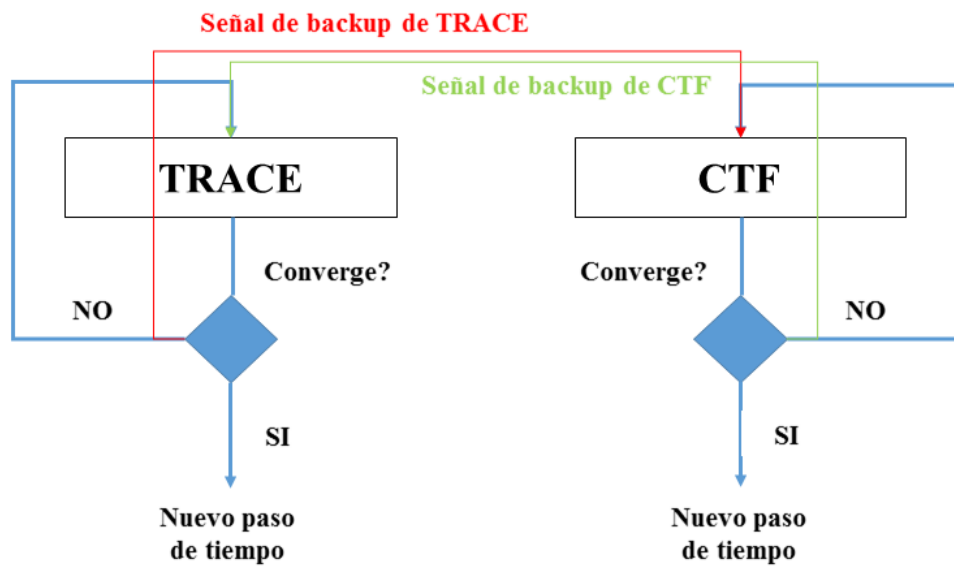 Señal de backup de TRACE
Señal de backup de CTF
TRACE
CTF
Converge?
Converge?
NO
NO
SI
SI
Nuevo paso
de tiempo
Nuevo paso
de tiempo